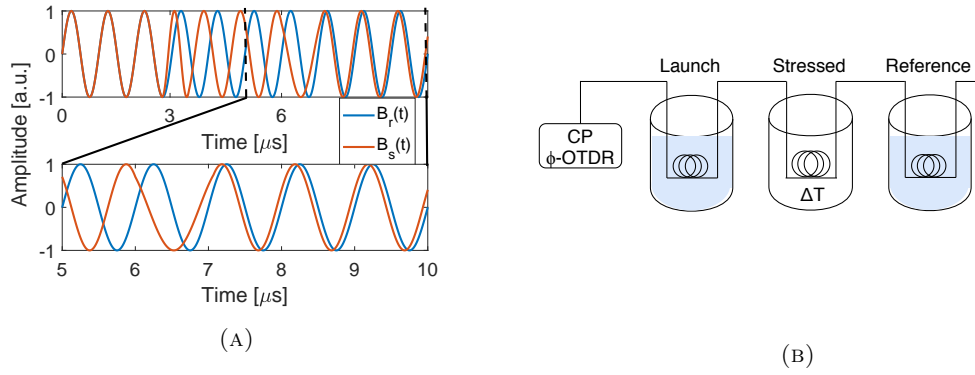 Amplitude [a.u.]
1
0
-1
0
3
6
Time [μs]
B_r(t)
B_s(t)
1
0
-1
5
6
7
8
9
10
Time [μs]
(A)
Launch
Stressed
Reference
CP
ϕ-OTDR
ΔT
(B)